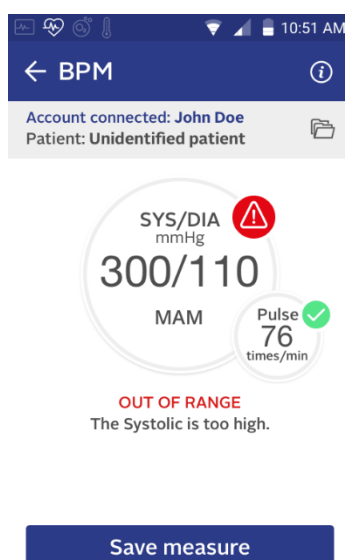 10:51 AM
← BPM
Account connected: John Doe
Patient: Unidentified patient
SYS/DIA
mmHg
300/110
MAM
Pulse
76
times/min
OUT OF RANGE
The Systolic is too high.
Save measure